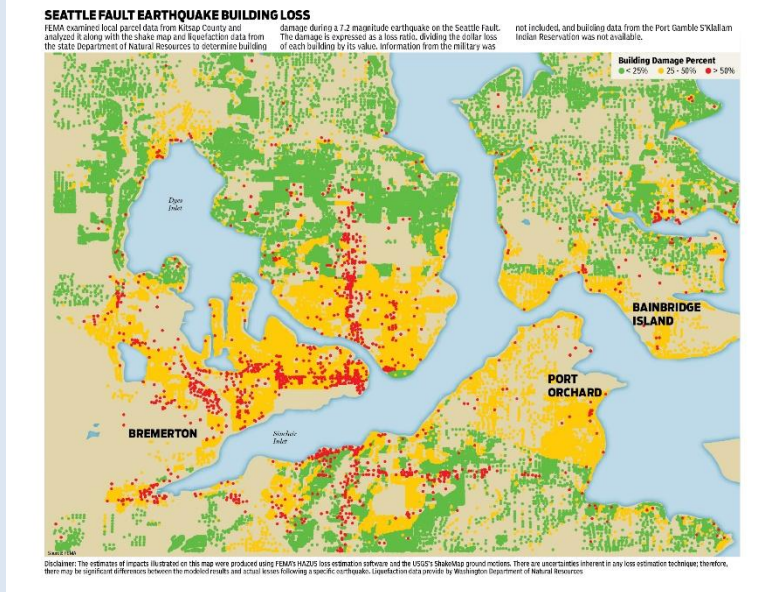 SEATTLE FAULT EARTHQUAKE BUILDING LOSS
FEMA examined local parcel data from Kitsap County and
analyzed it along with the shake map and liquefaction data from
the state Department of Natural Resources to determine building
damage during a 7.2 magnitude earthquake on the Seattle Fault.
The damage is expressed as a loss ratio, dividing the dollar loss
of each building by its value. Information from the military was
not included, and building data from the Port Gamble S'Klallam
Indian Reservation was not available.
Building Damage Percent
< 25% 25 - 50% > 50%
Dyes
Inlet
BAINBRIDGE
ISLAND
PORT
ORCHARD
BREMERTON
Sinclair
Inlet
Source: FEMA
Disclaimer: The estimates of impacts illustrated on this map were produced using FEMA's HAZUS loss estimation software and the USGS's ShakeMap ground motions. There are uncertainties inherent in any loss estimation technique; therefore,
there may be significant differences between the modeled results and actual losses following a specific earthquake. Liquefaction data provide by Washington Department of Natural Resources